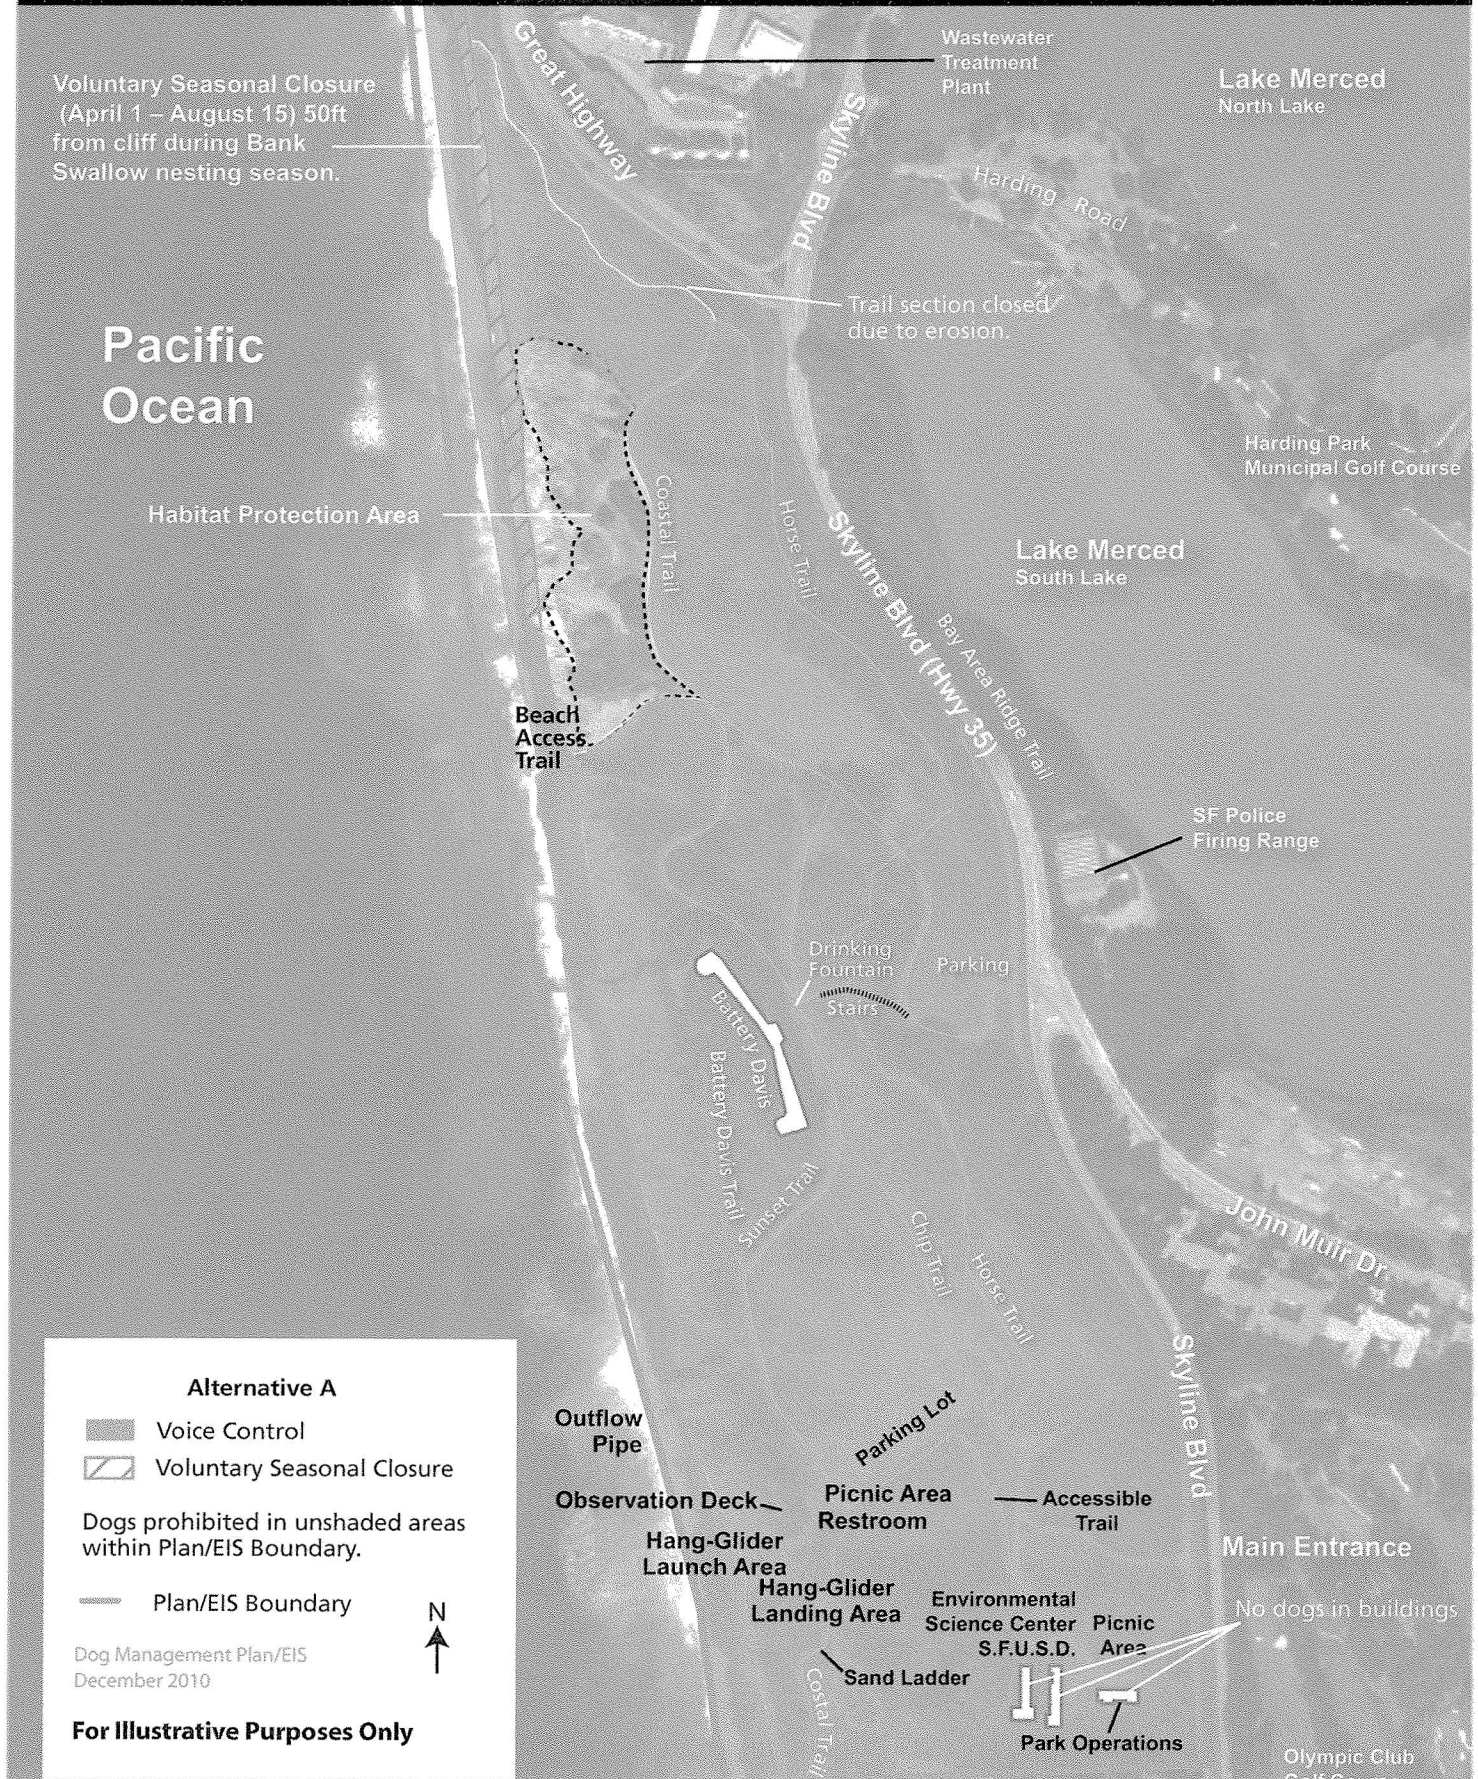 Great Highway
Wastewater
Treatment
Plant
Lake Merced
North Lake
Voluntary Seasonal Closure
(April 1 – August 15) 50ft
from cliff during Bank
Swallow nesting season.
Skyline Blvd
Harding Road
Trail section closed
due to erosion.
Pacific
Ocean
Harding Park
Municipal Golf Course
Habitat Protection Area
Coastal Trail
Horse Trail
Skyline Blvd (Hwy 35)
Lake Merced
South Lake
Bay Area Ridge Trail
Beach
Access
Trail
SF Police
Firing Range
Drinking
Fountain
Parking
Stairs
Battery Davis
Battery Davis Trail
Sunset Trail
Chip Trail
Horse Trail
John Muir Dr.
Skyline Blvd
Alternative A
Voice Control
Voluntary Seasonal Closure
Dogs prohibited in unshaded areas
within Plan/EIS Boundary.
Plan/EIS Boundary
N
Dog Management Plan/EIS
December 2010
For Illustrative Purposes Only
Outflow
Pipe
Parking Lot
Observation Deck
Picnic Area
Restroom
Accessible
Trail
Hang-Glider
Launch Area
Main Entrance
Hang-Glider
Landing Area
Environmental
Science Center
S.F.U.S.D.
Picnic
Area
No dogs in buildings
Sand Ladder
Costal Trail
Park Operations
Olympic Club